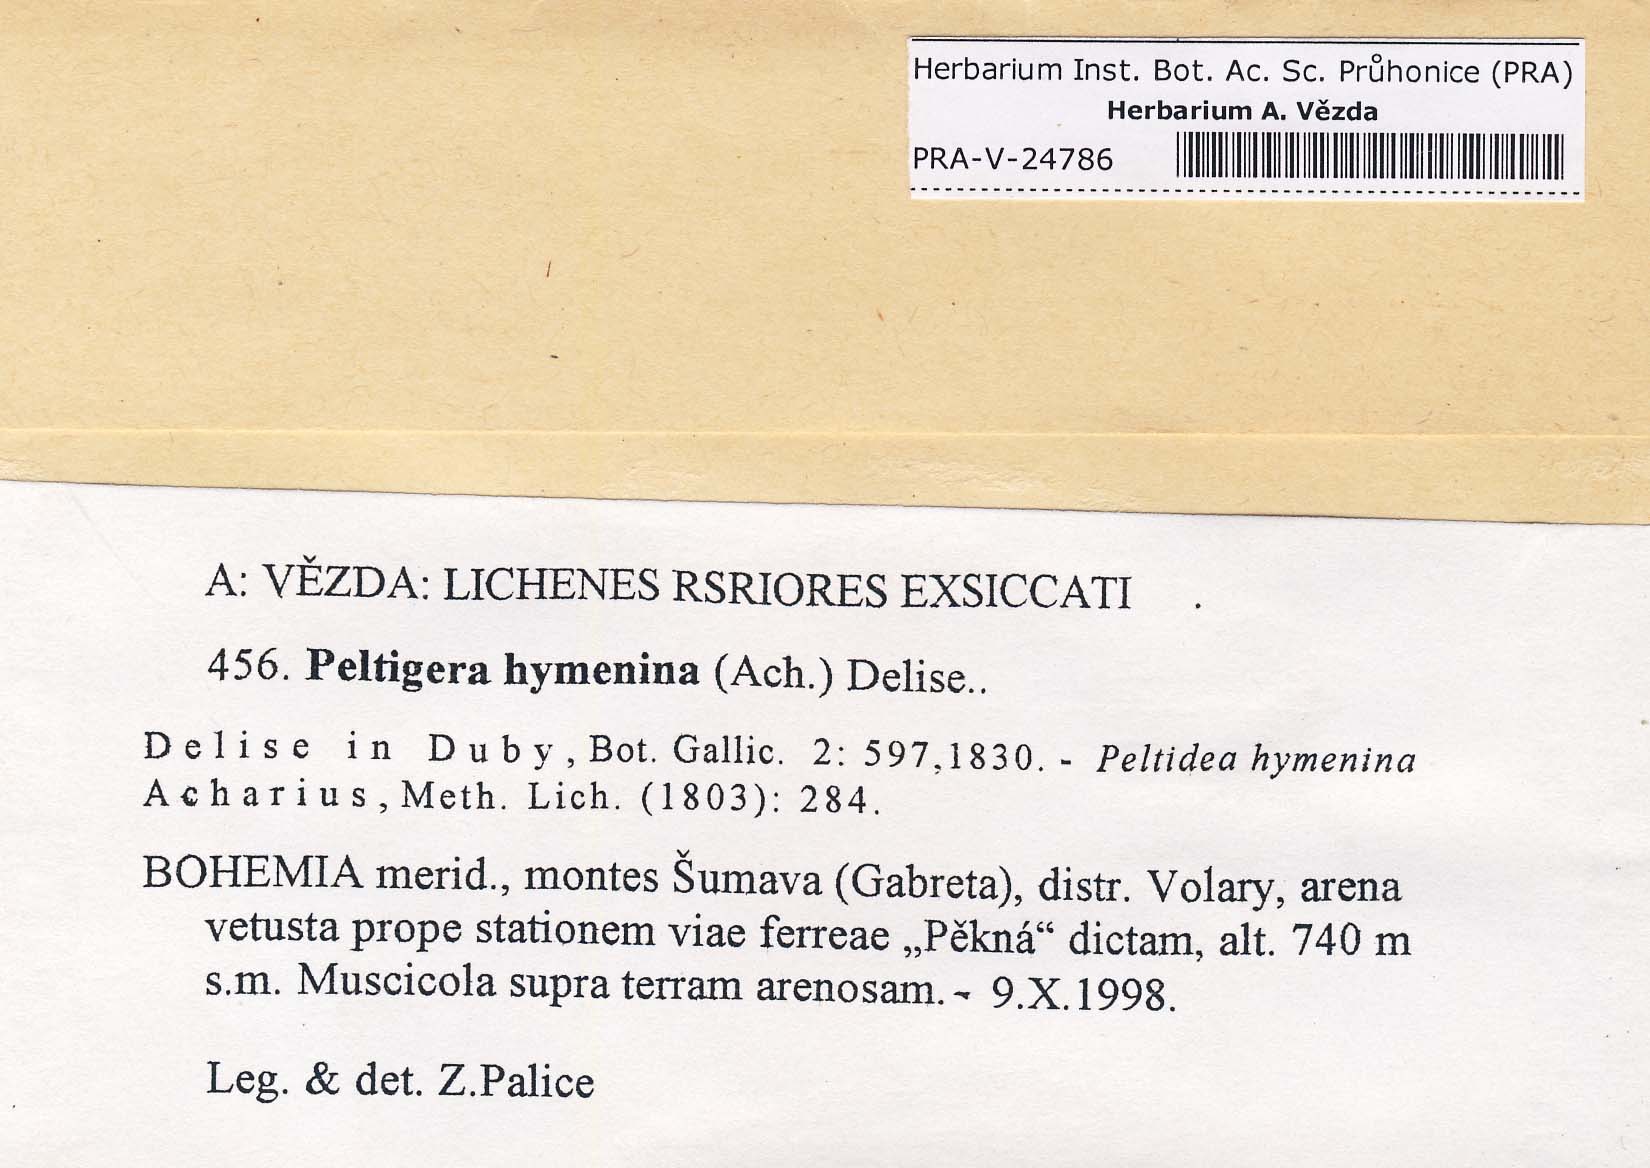 Herbarium Inst. Bot. Ac. Sc. Průhonice (PRA)
Herbarium A. Vězda
PRA-V-24786
A: VĚZDA: LICHENES RSRIORES EXSICCATI .
456. Peltigera hymenina (Ach.) Delise..
Delise in Duby, Bot. Gallic. 2: 597,1830. - Peltidea hymenina
Acharius, Meth. Lich. (1803): 284.
BOHEMIA merid., montes Šumava (Gabreta), distr. Volary, arena
vetusta prope stationem viae ferreae „Pěkná“ dictam, alt. 740 m
s.m. Muscicola supra terram arenosam. - 9.X.1998.
Leg. & det. Z.Palice